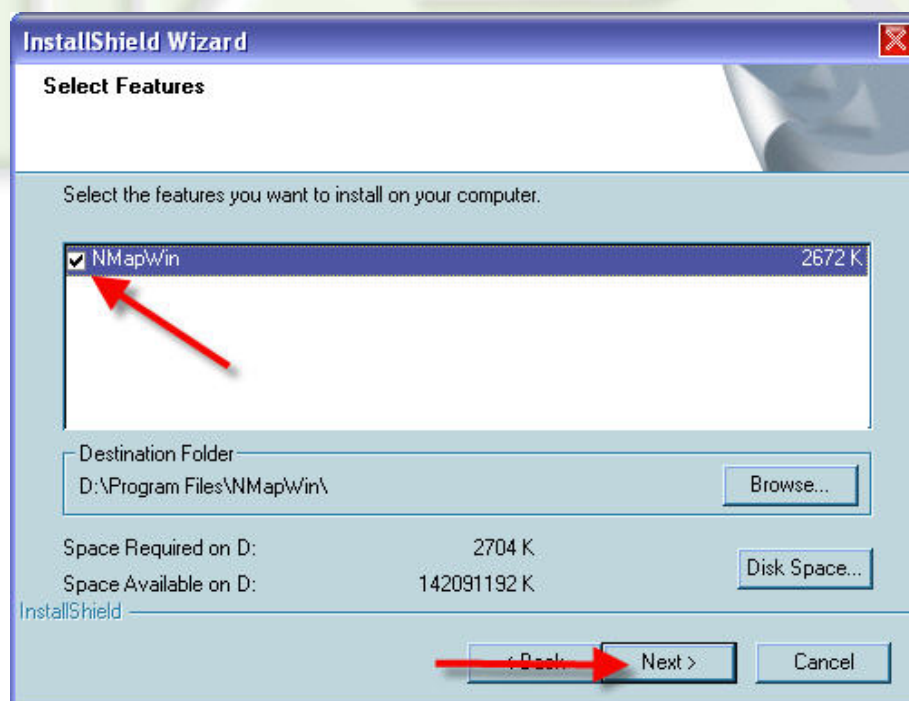 InstallShield Wizard
Select Features
Select the features you want to install on your computer.
NMapWin 2672 K
Destination Folder
D:\Program Files\NMapWin\
Browse...
Space Required on D: 2704 K
Space Available on D: 142091192 K
Disk Space...
InstallShield
< Back Next > Cancel